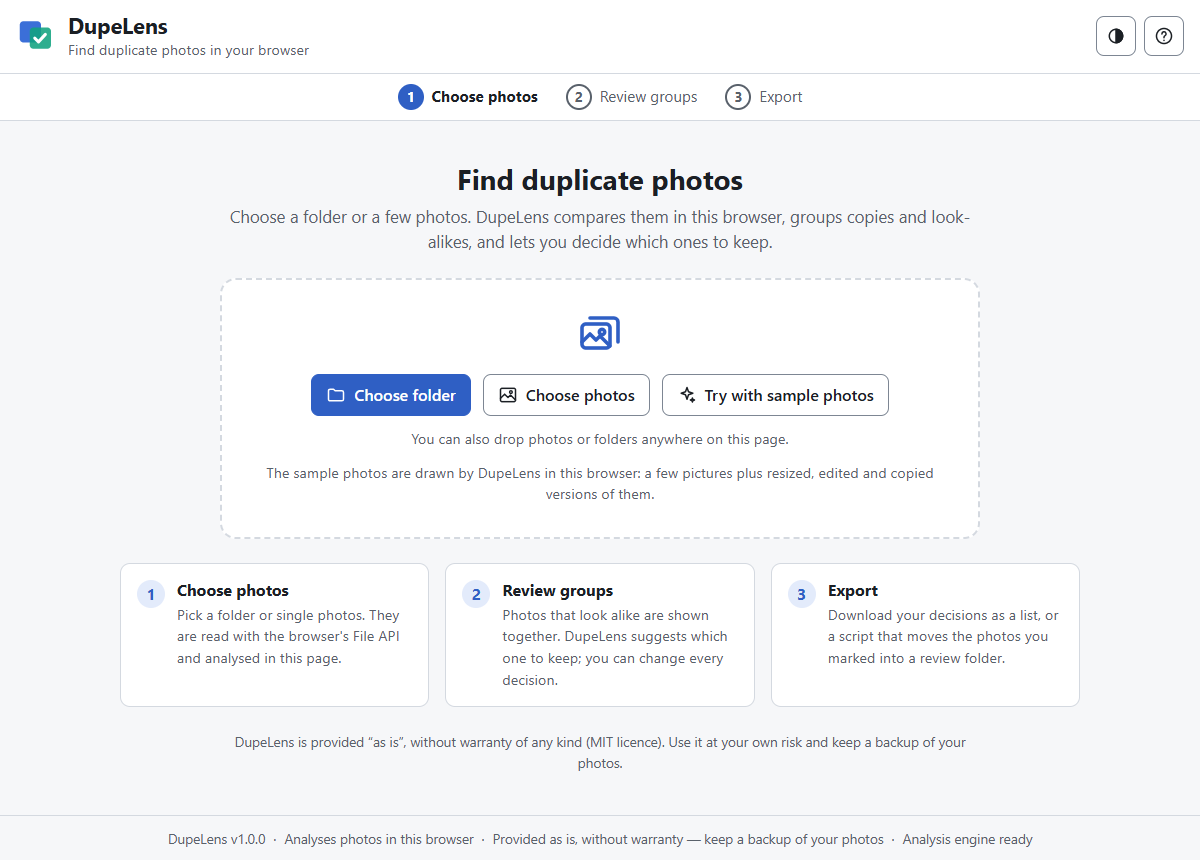 DupeLens
Find duplicate photos in your browser
1 Choose photos 2 Review groups 3 Export
Find duplicate photos
Choose a folder or a few photos. DupeLens compares them in this browser, groups copies and look-
alikes, and lets you decide which ones to keep.
Choose folder Choose photos Try with sample photos
You can also drop photos or folders anywhere on this page.
The sample photos are drawn by DupeLens in this browser: a few pictures plus resized, edited and copied
versions of them.
1 Choose photos
Pick a folder or single photos. They
are read with the browser's File API
and analysed in this page.
2 Review groups
Photos that look alike are shown
together. DupeLens suggests which
one to keep; you can change every
decision.
3 Export
Download your decisions as a list, or
a script that moves the photos you
marked into a review folder.
DupeLens is provided “as is”, without warranty of any kind (MIT licence). Use it at your own risk and keep a backup of your
photos.
DupeLens v1.0.0 · Analyses photos in this browser · Provided as is, without warranty — keep a backup of your photos · Analysis engine ready